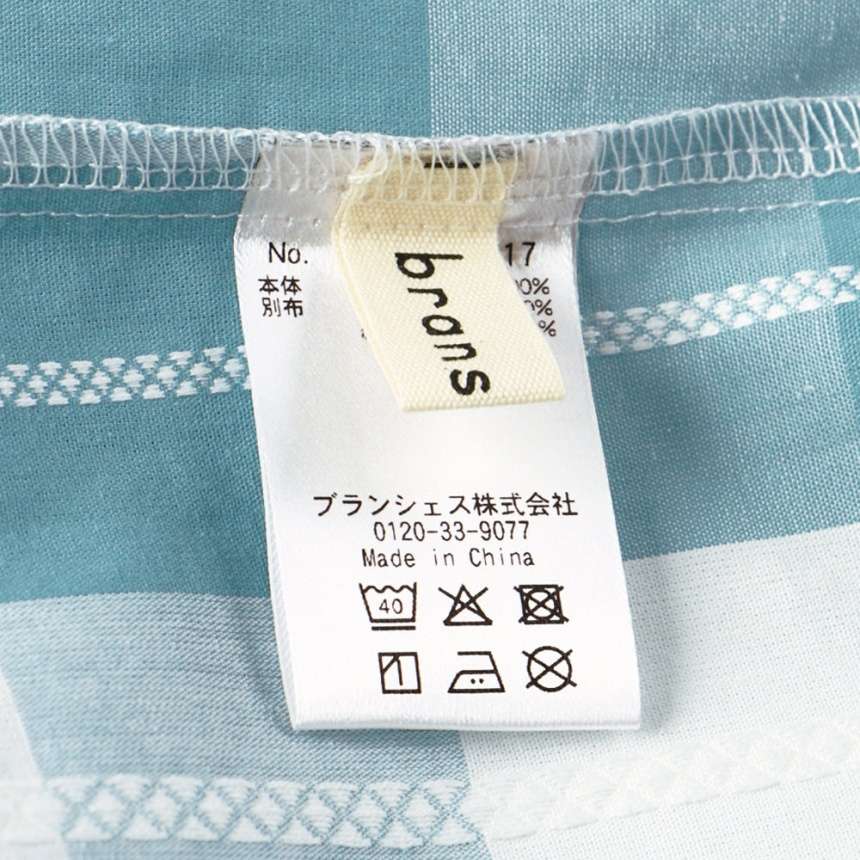 No.
17
本体
別布
brans
ブランシェス株式会社
0120-33-9077
Made in China
40